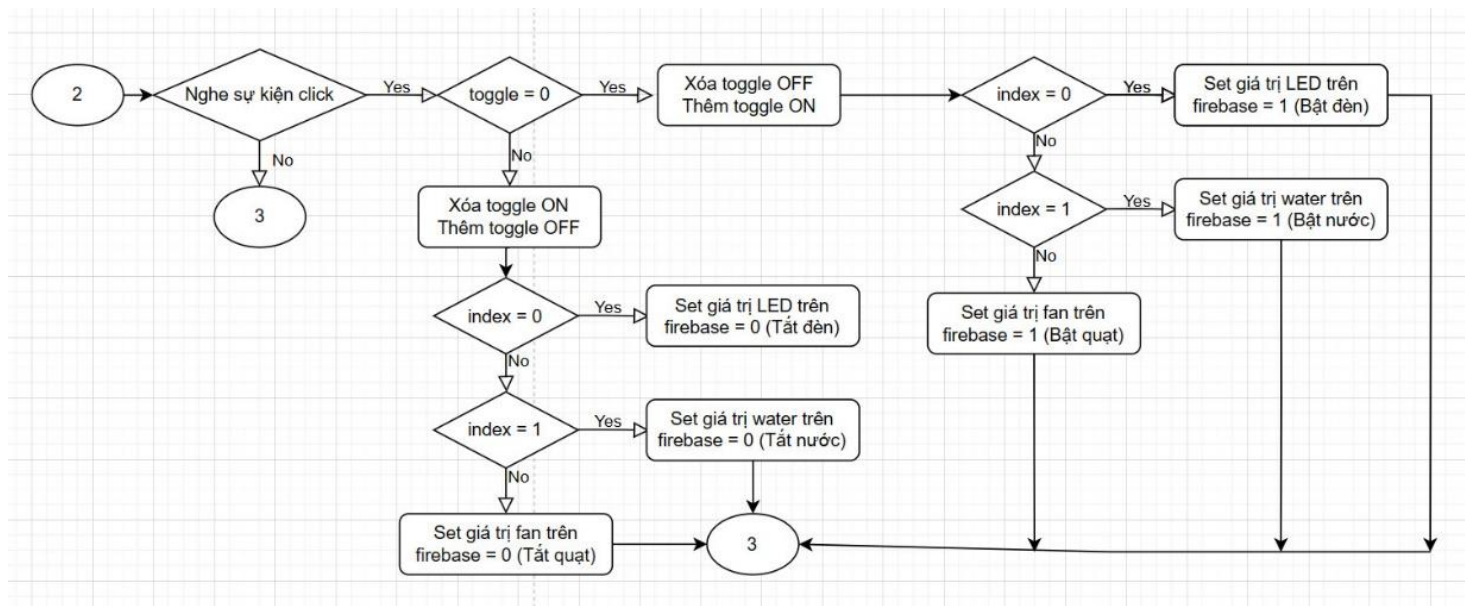 2
Nghe sự kiện click
Yes
toggle = 0
Yes
Xóa toggle OFF
Thêm toggle ON
index = 0
Yes
Set giá trị LED trên
firebase = 1 (Bật đèn)
No
3
No
Xóa toggle ON
Thêm toggle OFF
No
index = 1
Yes
Set giá trị water trên
firebase = 1 (Bật nước)
No
Set giá trị fan trên
firebase = 1 (Bật quạt)
index = 0
Yes
Set giá trị LED trên
firebase = 0 (Tắt đèn)
No
index = 1
Yes
Set giá trị water trên
firebase = 0 (Tắt nước)
No
Set giá trị fan trên
firebase = 0 (Tắt quạt)
3